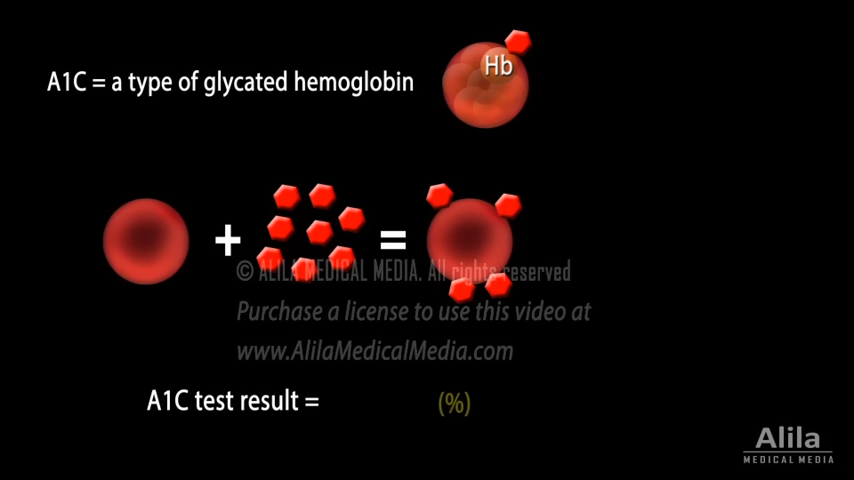 A1C = a type of glycated hemoglobin
Hb
+
=
© ALILA MEDICAL MEDIA. All rights reserved
Purchase a license to use this video at
www.AlilaMedicalMedia.com
A1C test result = (%)
Alila
MEDICAL MEDIA